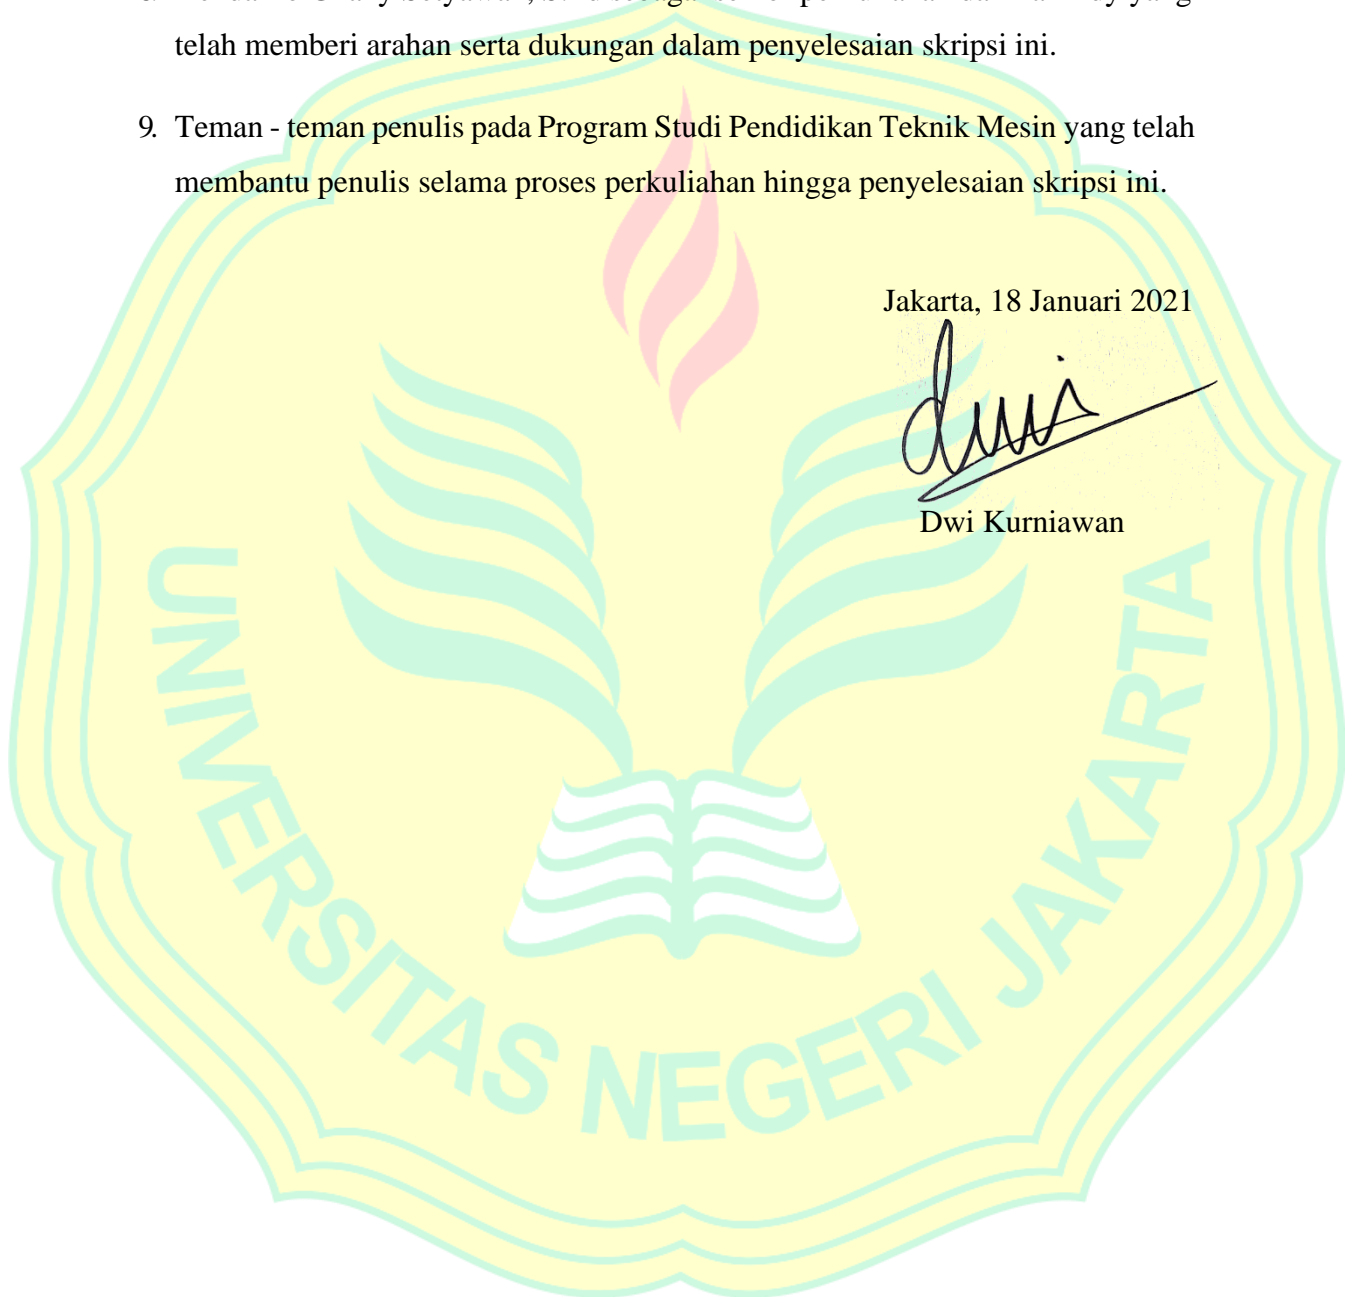 telah memberi arahan serta dukungan dalam penyelesaian skripsi ini.
9. Teman - teman penulis pada Program Studi Pendidikan Teknik Mesin yang telah
membantu penulis selama proses perkuliahan hingga penyelesaian skripsi ini.
Jakarta, 18 Januari 2021
Dwi
Dwi Kurniawan
UNIVERSITAS NEGERI JAKARTA